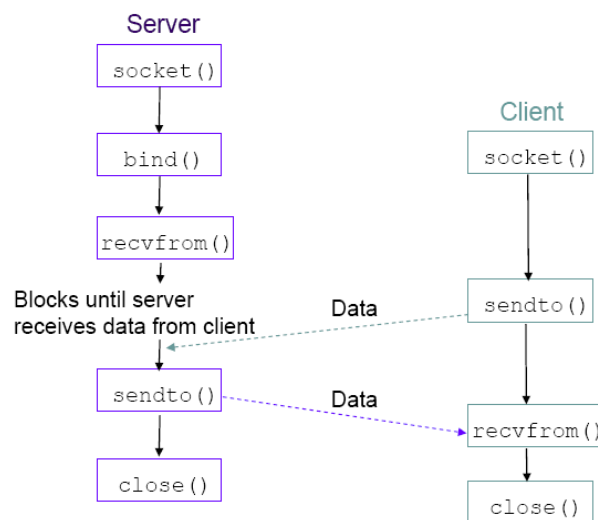 Server
socket()
bind()
recvfrom()
Blocks until server
receives data from client
sendto()
close()
Client
socket()
sendto()
recvfrom()
close()
Data
Data